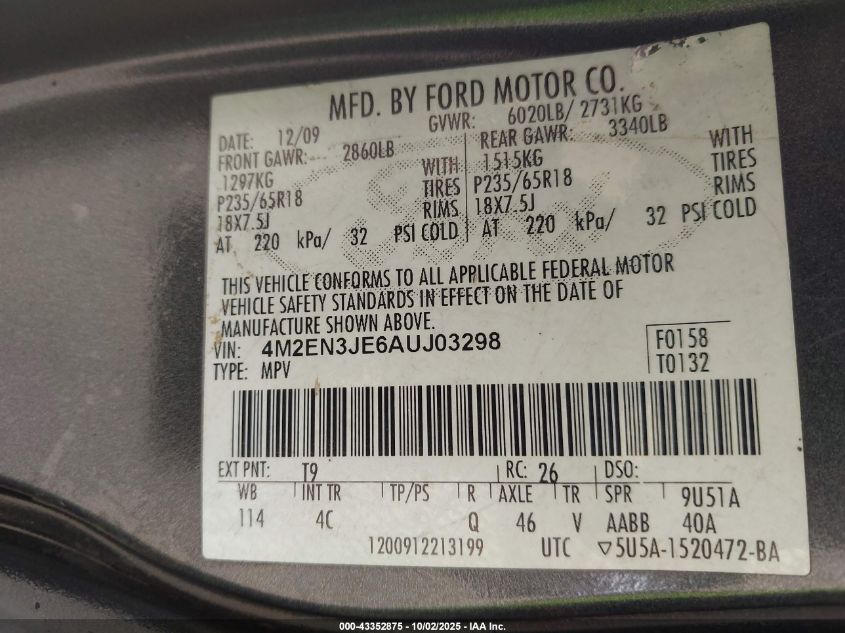 MFD. BY FORD MOTOR CO.
DATE: 12/09 GVWR: 6020LB/ 2731KG
FRONT GAWR: 2860LB REAR GAWR: 3340LB
1297KG WITH 1515KG WITH
P235/65R18 TIRES P235/65R18 TIRES
18X7.5J RIMS 18X7.5J RIMS
AT 220 kPa/ 32 PSI COLD AT 220 kPa/ 32 PSI COLD
THIS VEHICLE CONFORMS TO ALL APPLICABLE FEDERAL MOTOR
VEHICLE SAFETY STANDARDS IN EFFECT ON THE DATE OF
MANUFACTURE SHOWN ABOVE.
VIN: 4M2EN3JE6AUJ03298 F0158
TYPE: MPV T0132
EXT PNT: T9 RC: 26 DSO:
WB INT TR TP/PS R AXLE TR SPR 9U51A
114 4C Q 46 V AABB 40A
1200912213199 UTC ▽5U5A-1520472-BA
000-43352875 - 10/02/2025 - IAA Inc.